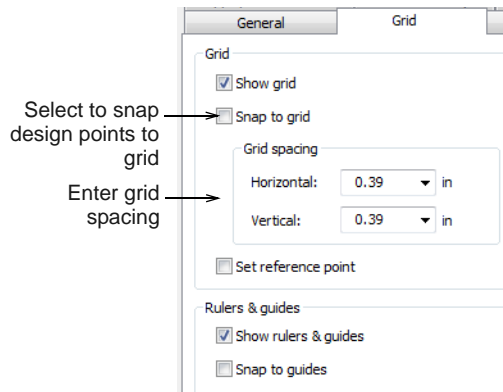 General
Grid
Grid
Show grid
Select to snap
design points to
grid
Snap to grid
Grid spacing
Enter grid
spacing
Horizontal: 0.39 in
Vertical: 0.39 in
Set reference point
Rulers & guides
Show rulers & guides
Snap to guides